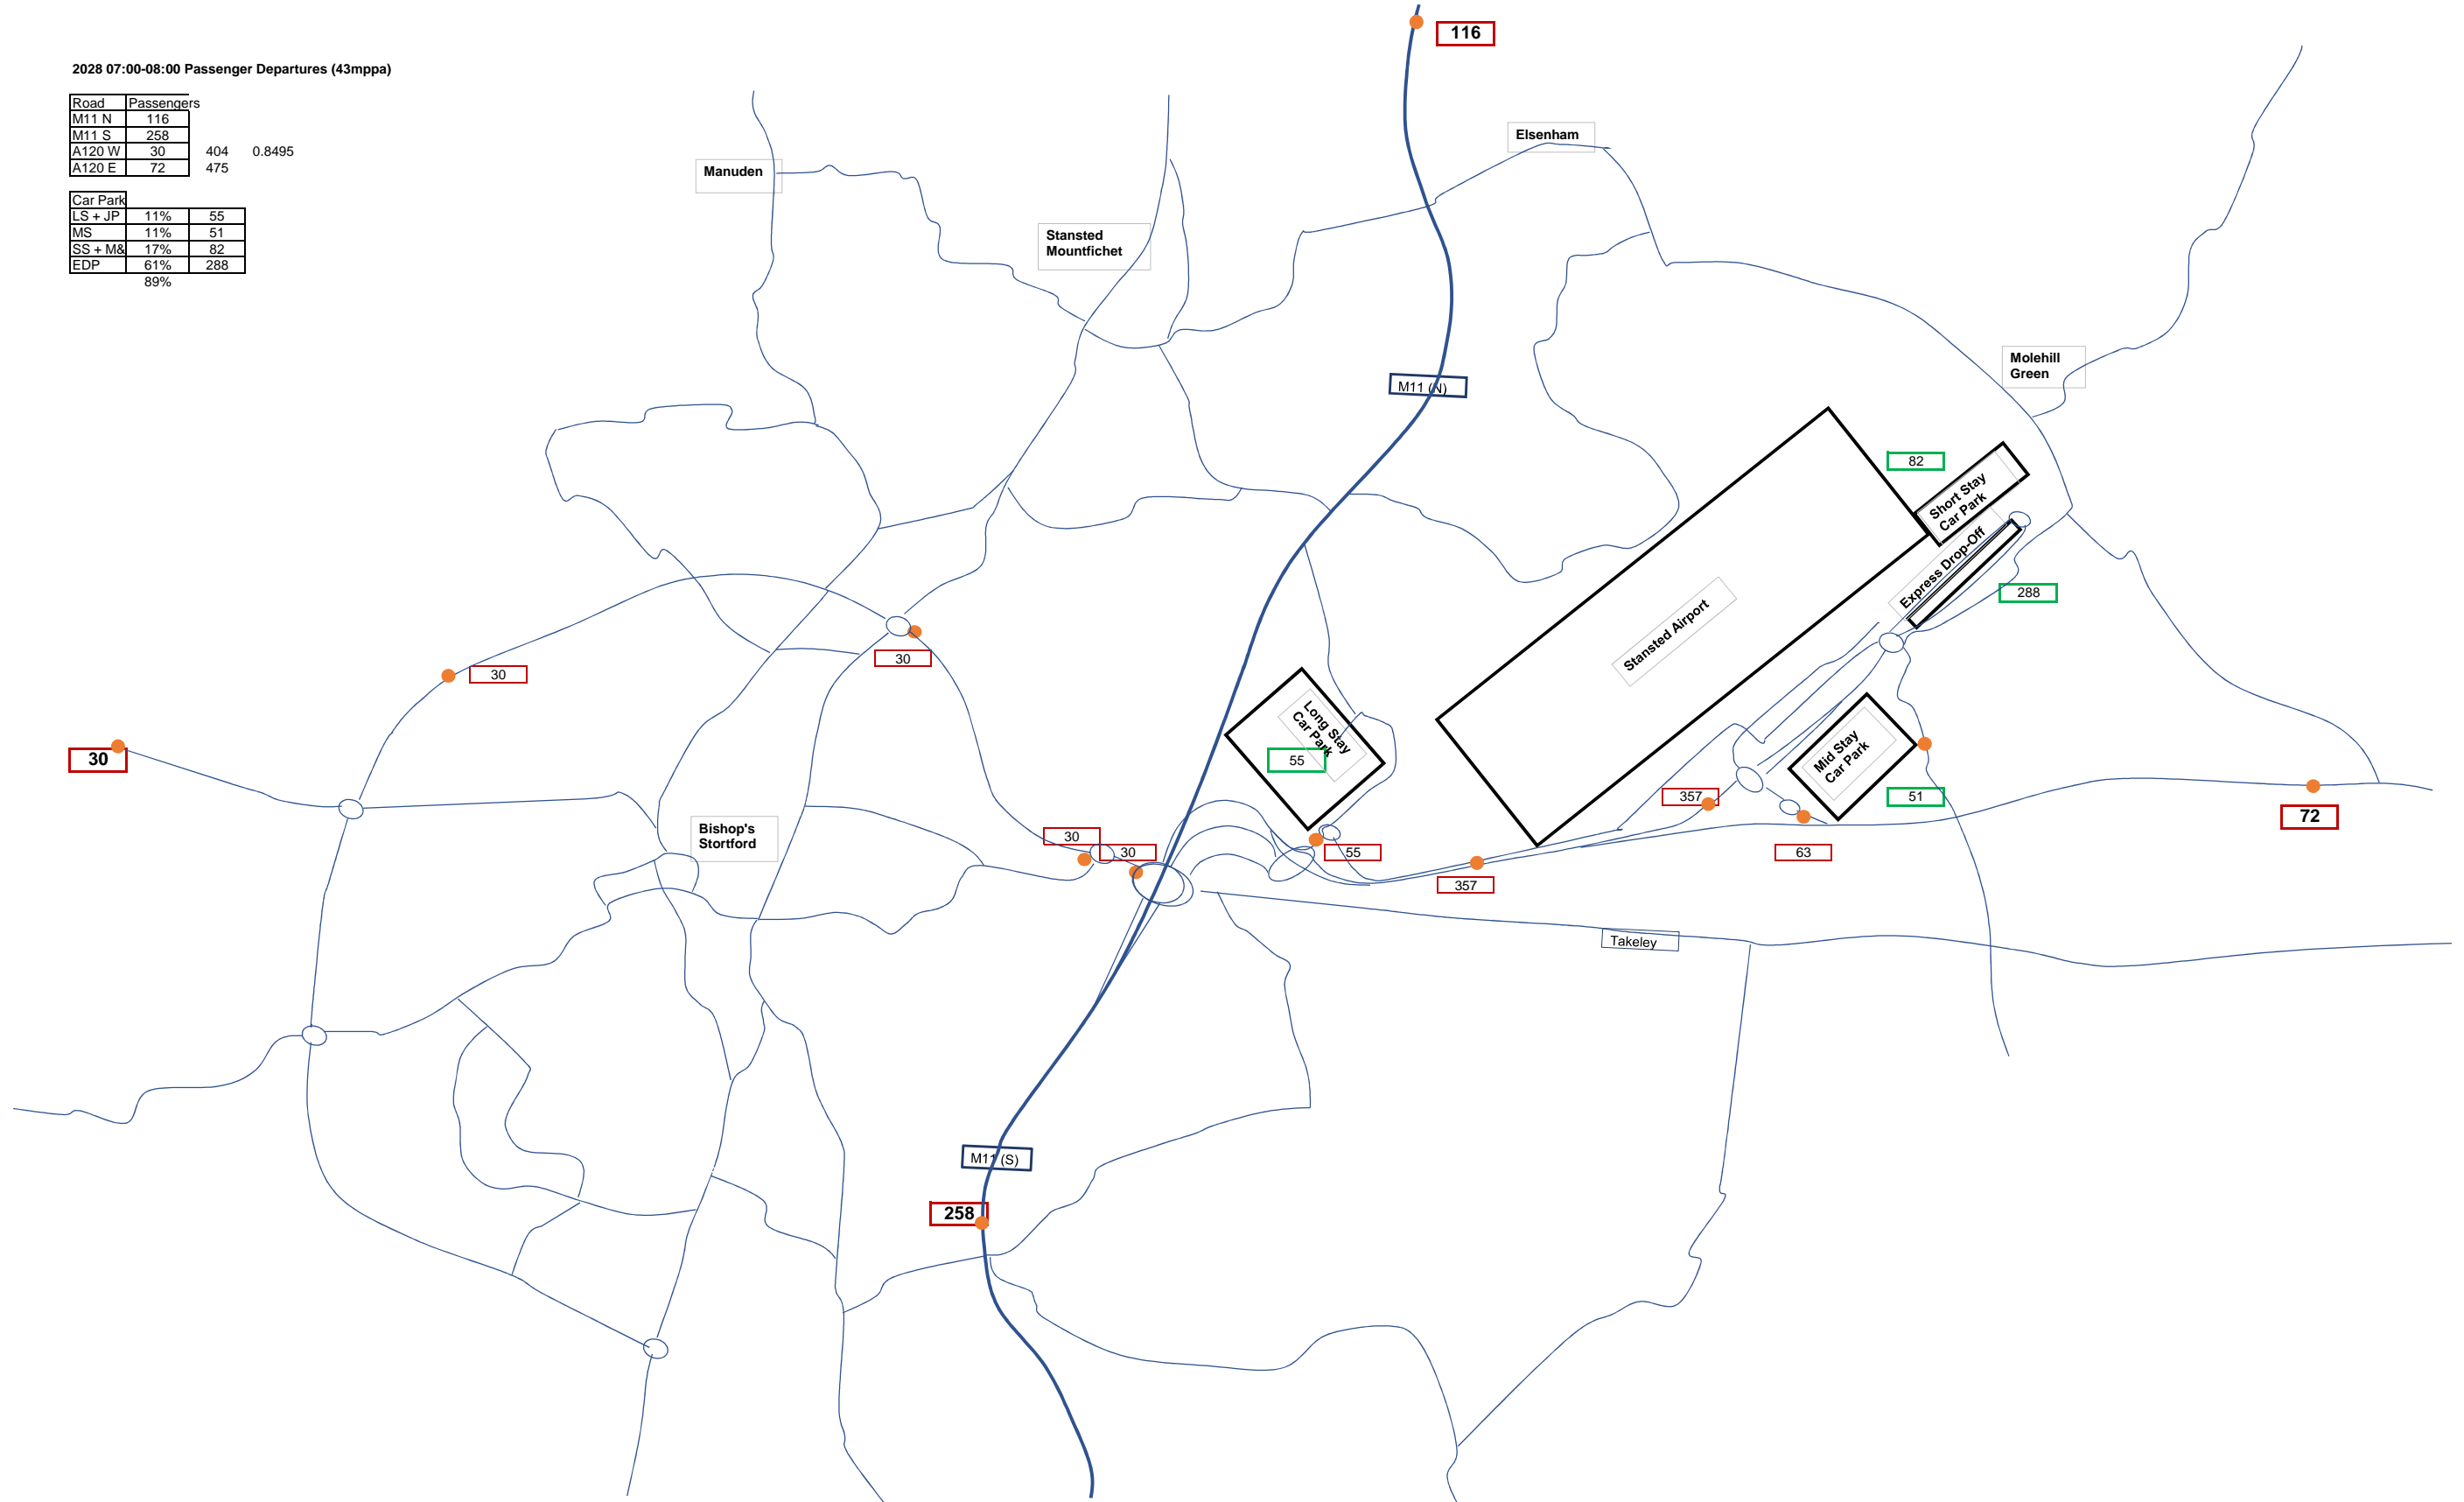 116
2028 07:00-08:00 Passenger Departures (43mppa)
Road Passengers
M11 N 116
M11 S 258
A120 W 30 404 0.8495
A120 E 72 475
Car Park
LS + JP 11% 55
MS 11% 51
SS + M& 17% 82
EDP 61% 288
89%
Elsenham
Manuden
Stansted
Mountfichet
Molehill
Green
M11 (N)
82
Short Stay
Car Park
Express Drop-Off
288
Stansted Airport
30
30
30
Long Stay
Car Park
55
Mid Stay
Car Park
357
51
72
Bishop's
Stortford
30
30
55
63
357
Takeley
M11 (S)
258